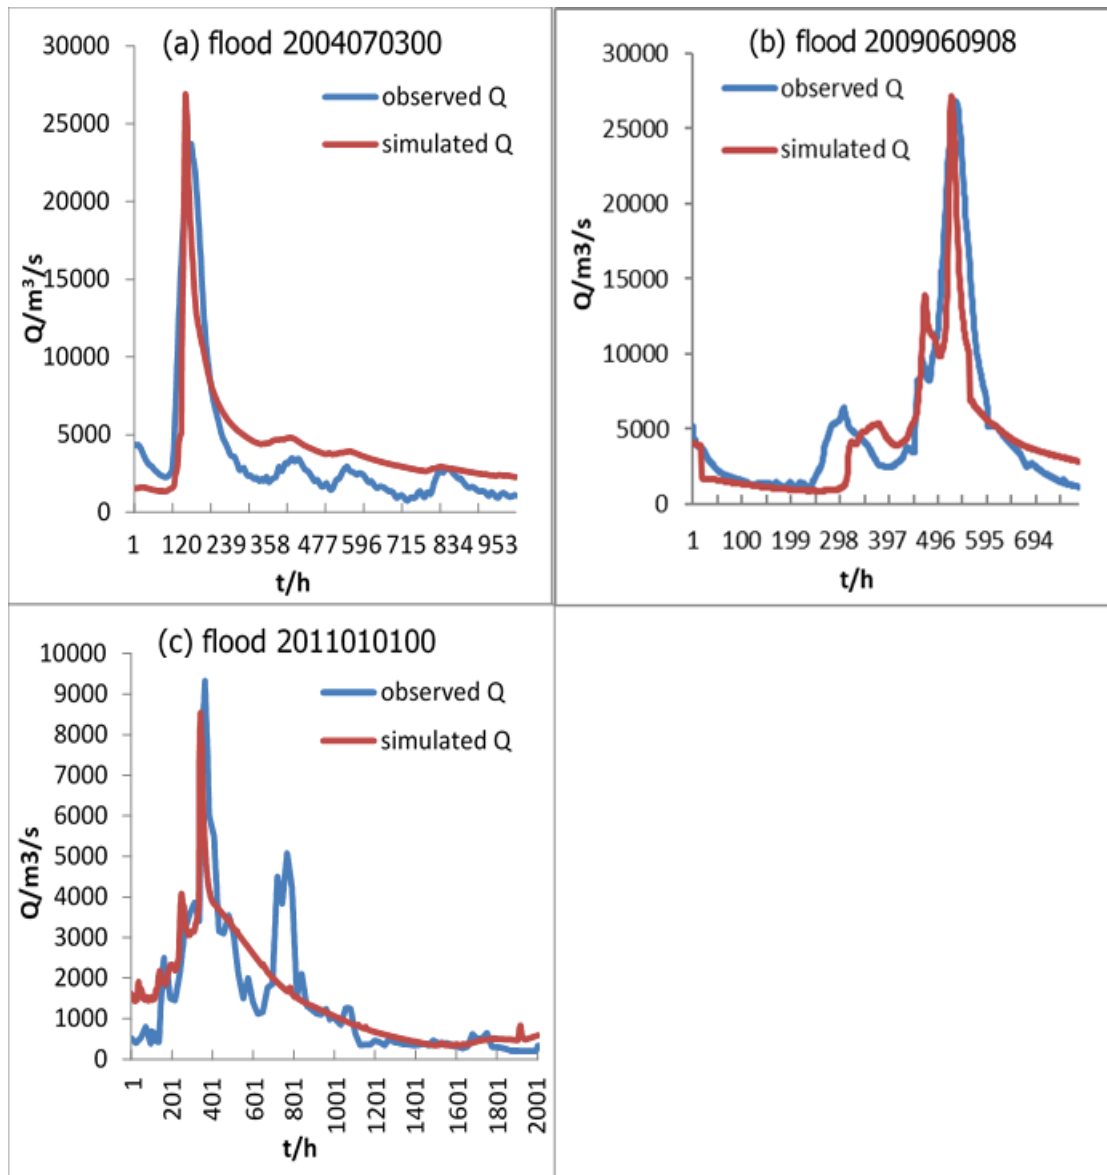 (a) flood 2004070300
30000
25000
20000
15000
10000
5000
0
Q/m³/s
observed Q
simulated Q
1 120 239 358 477 596 715 834 953
t/h
(b) flood 2009060908
30000
25000
20000
15000
10000
5000
0
Q/m3/s
observed Q
simulated Q
1 100 199 298 397 496 595 694
t/h
(c) flood 2011010100
10000
9000
8000
7000
6000
5000
4000
3000
2000
1000
0
Q/m3/s
observed Q
simulated Q
1 201 401 601 801 1001 1201 1401 1601 1801 2001
t/h